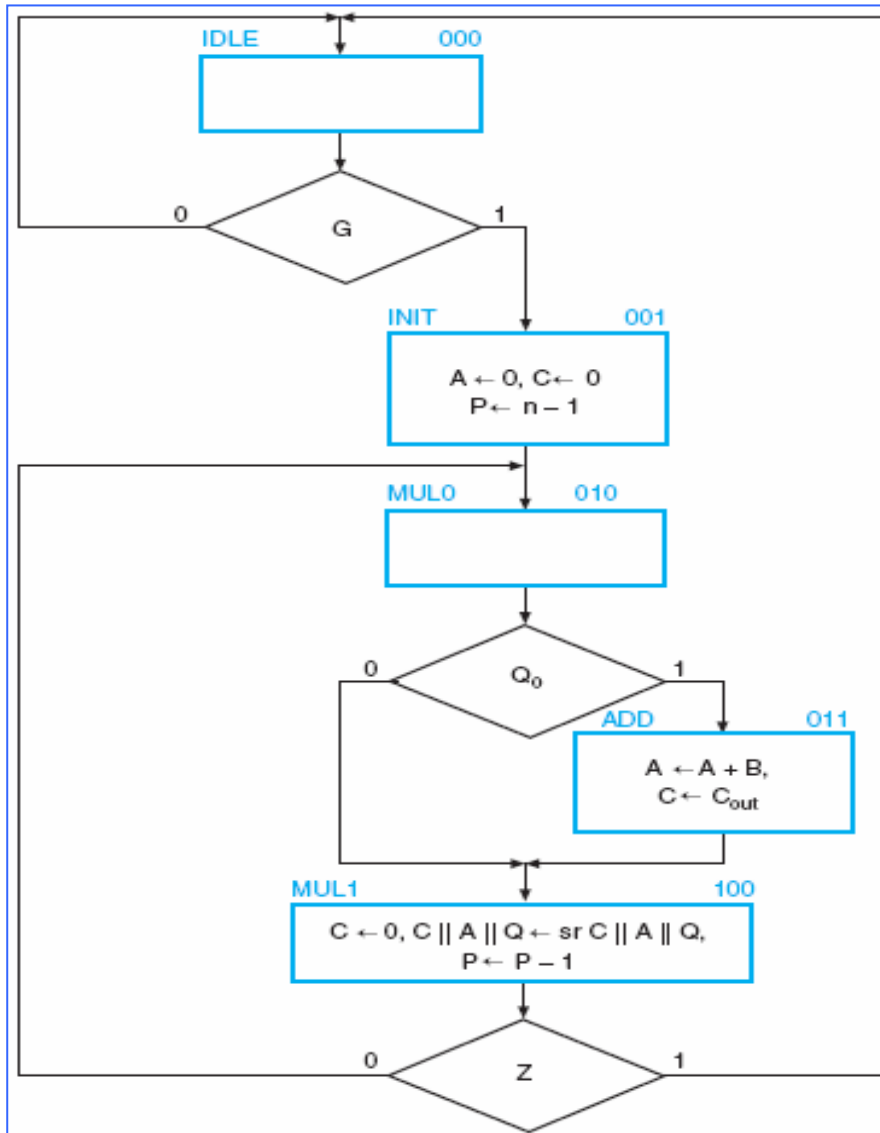 IDLE 000
0 1
G
INIT 001
A ← 0, C ← 0
P ← n – 1
MUL0 010
0 1
Q₀
ADD 011
A ← A + B,
C ← Cout
MUL1 100
C ← 0, C || A || Q ← sr C || A || Q,
P ← P – 1
0 1
Z